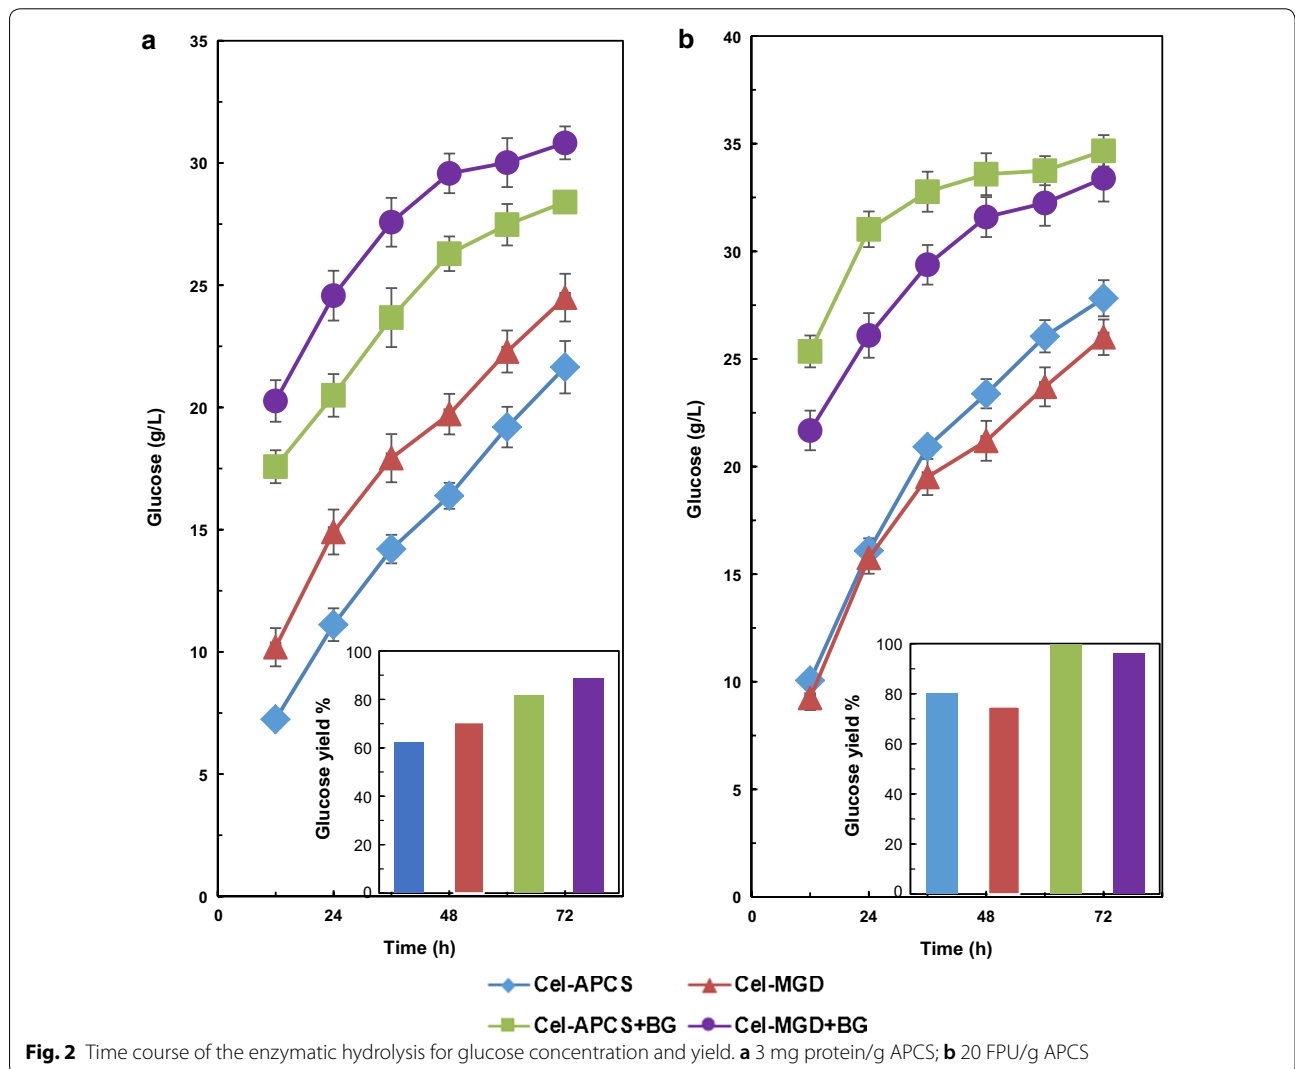 a
35
30
25
20
15
10
5
0
Glucose (g/L)
0 24 48 72
Time (h)
100
80
60
40
20
0
Glucose yield %
b
40
35
30
25
20
15
10
5
0
Glucose (g/L)
0 24 48 72
Time (h)
100
80
60
40
20
0
Glucose yield %
Cel-APCS Cel-MGD
Cel-APCS+BG Cel-MGD+BG
Fig. 2 Time course of the enzymatic hydrolysis for glucose concentration and yield. a 3 mg protein/g APCS; b 20 FPU/g APCS